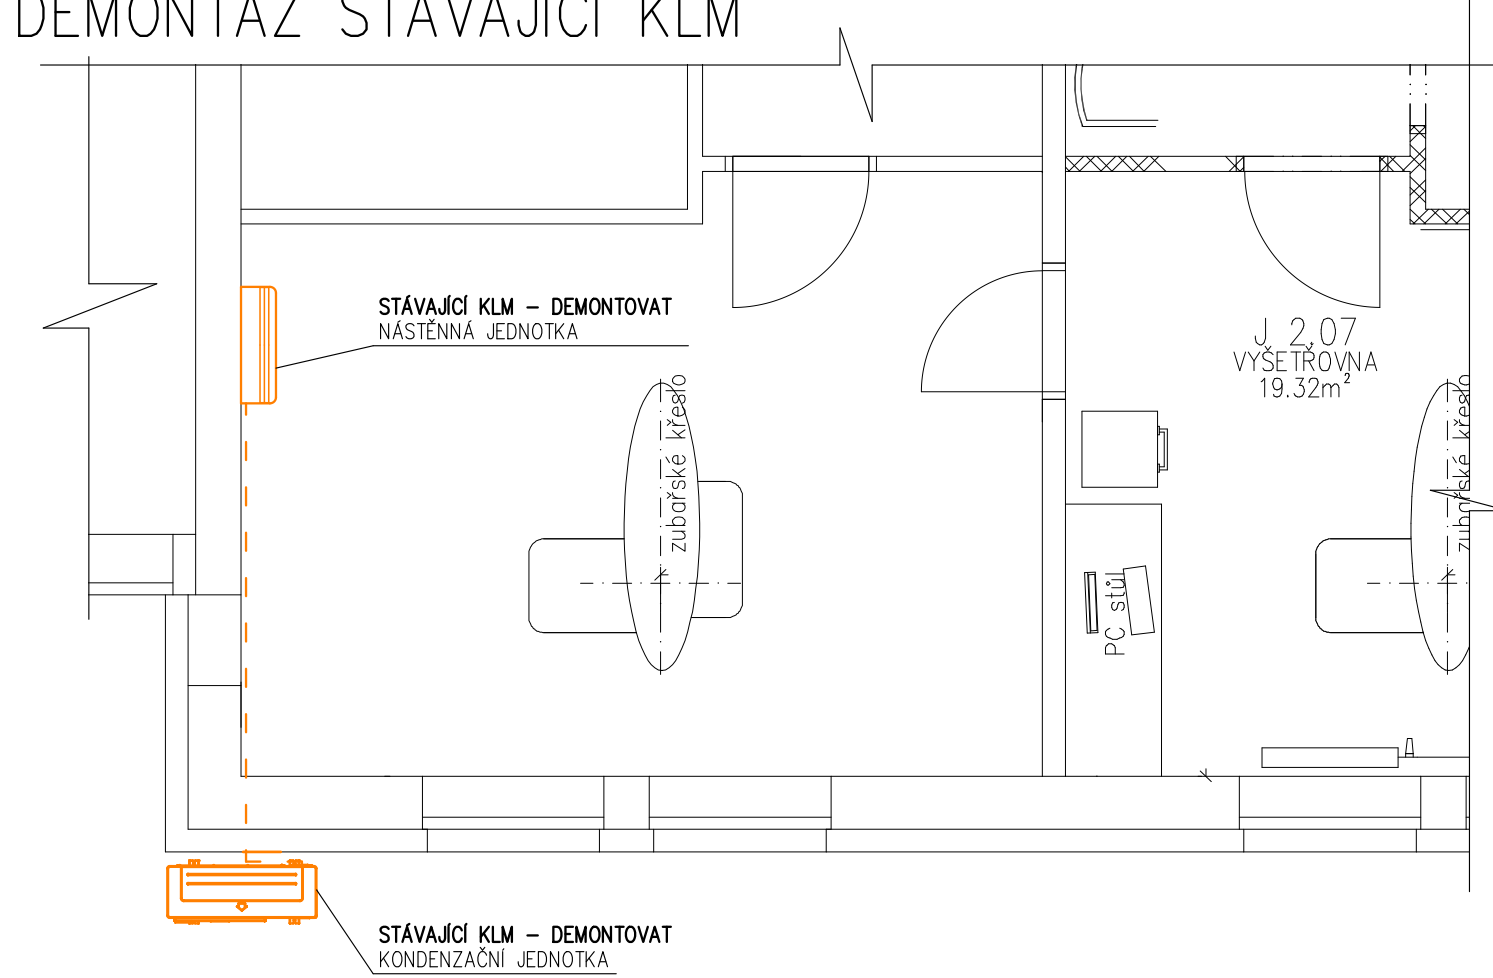 DEMONTÁŽ STÁVAJÍCÍ KLM
STÁVAJÍCÍ KLM – DEMONTOVAT
NÁSTĚNNÁ JEDNOTKA
J 2.07
VYŠETŘOVNA
19.32m²
zubařské křeslo
zubařské křeslo
PC stůl
STÁVAJÍCÍ KLM – DEMONTOVAT
KONDENZAČNÍ JEDNOTKA